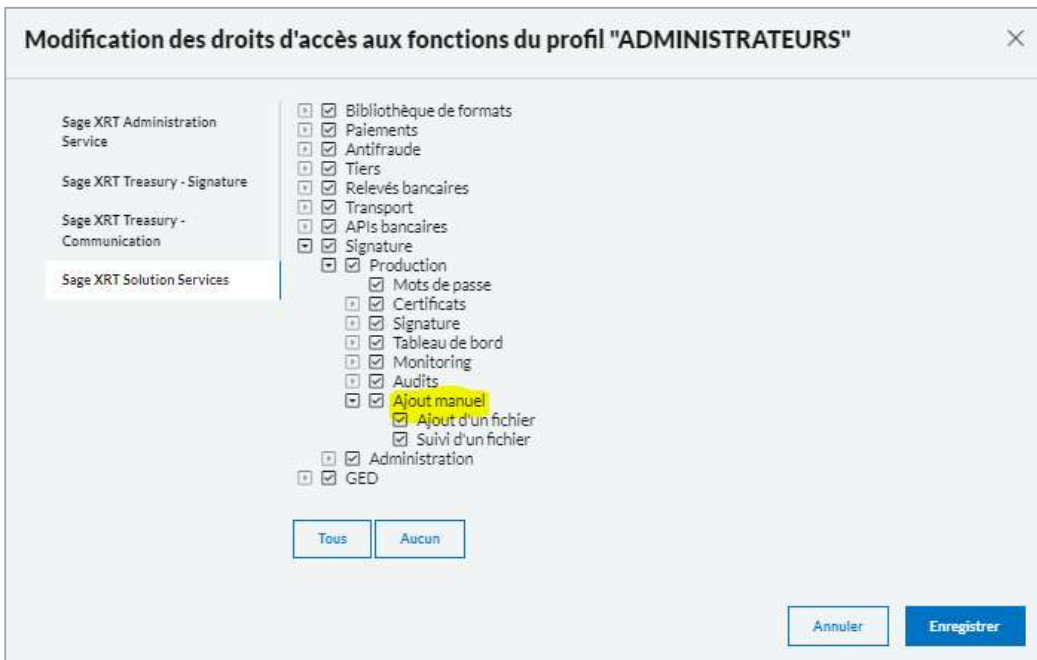 Modification des droits d'accès aux fonctions du profil "ADMINISTRATEURS"
Sage XRT Administration
Service
Sage XRT Treasury - Signature
Sage XRT Treasury -
Communication
Sage XRT Solution Services
Bibliothèque de formats
Paiements
Antifraude
Tiers
Relevés bancaires
Transport
APIs bancaires
Signature
Production
Mots de passe
Certificats
Signature
Tableau de bord
Monitoring
Audits
Ajout manuel
Ajout d'un fichier
Suivi d'un fichier
Administration
GED
Tous
Aucun
Annuler
Enregistrer